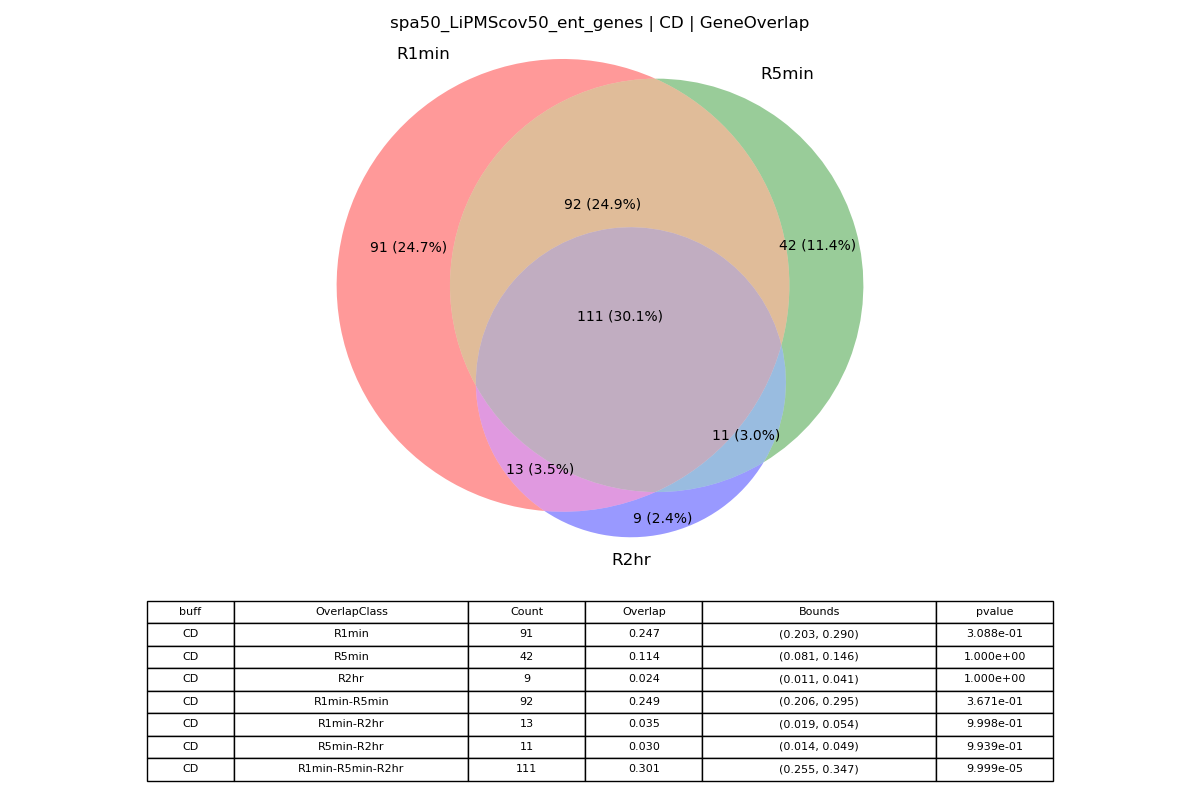 spa50_LiPMScov50_ent_genes | CD | GeneOverlap
R1min
R5min
92 (24.9%)
91 (24.7%)
42 (11.4%)
111 (30.1%)
11 (3.0%)
13 (3.5%)
9 (2.4%)
R2hr
buff OverlapClass Count Overlap Bounds pvalue
CD R1min 91 0.247 (0.203, 0.290) 3.088e-01
CD R5min 42 0.114 (0.081, 0.146) 1.000e+00
CD R2hr 9 0.024 (0.011, 0.041) 1.000e+00
CD R1min-R5min 92 0.249 (0.206, 0.295) 3.671e-01
CD R1min-R2hr 13 0.035 (0.019, 0.054) 9.998e-01
CD R5min-R2hr 11 0.030 (0.014, 0.049) 9.939e-01
CD R1min-R5min-R2hr 111 0.301 (0.255, 0.347) 9.999e-05